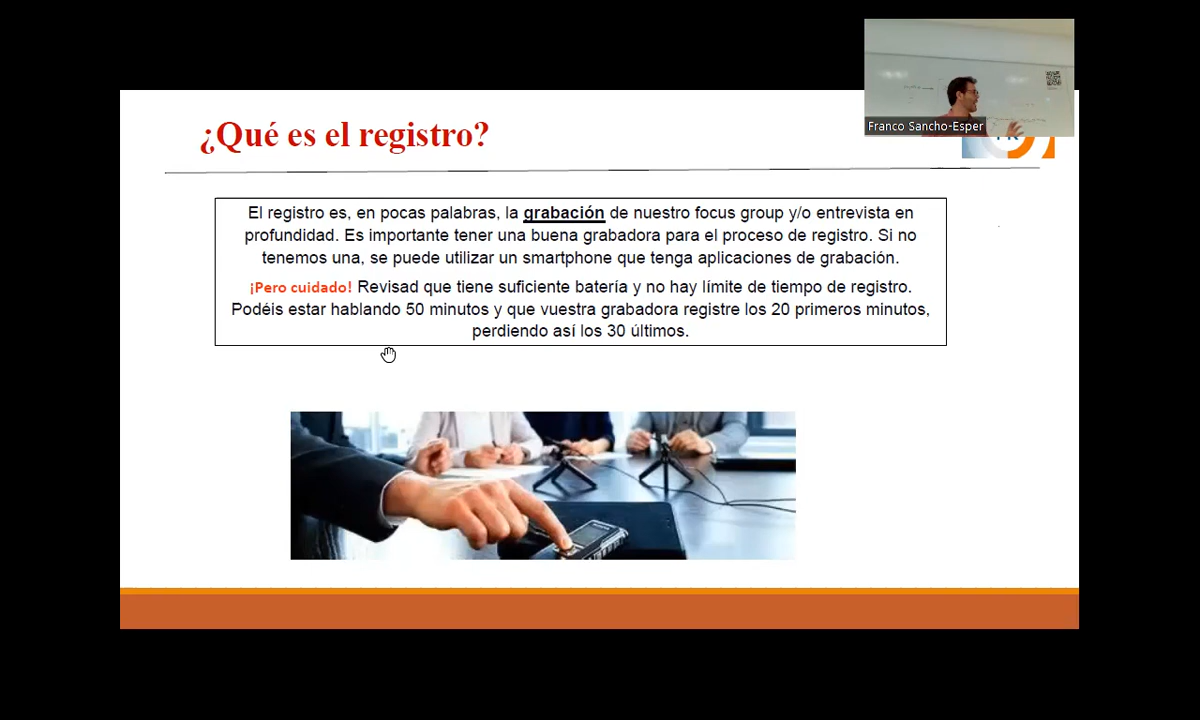 ¿Qué es el registro?
Franco Sancho-Esper
El registro es, en pocas palabras, la grabación de nuestro focus group y/o entrevista en
profundidad. Es importante tener una buena grabadora para el proceso de registro. Si no
tenemos una, se puede utilizar un smartphone que tenga aplicaciones de grabación.
¡Pero cuidado! Revisad que tiene suficiente batería y no hay límite de tiempo de registro.
Podéis estar hablando 50 minutos y que vuestra grabadora registre los 20 primeros minutos,
perdiendo así los 30 últimos.